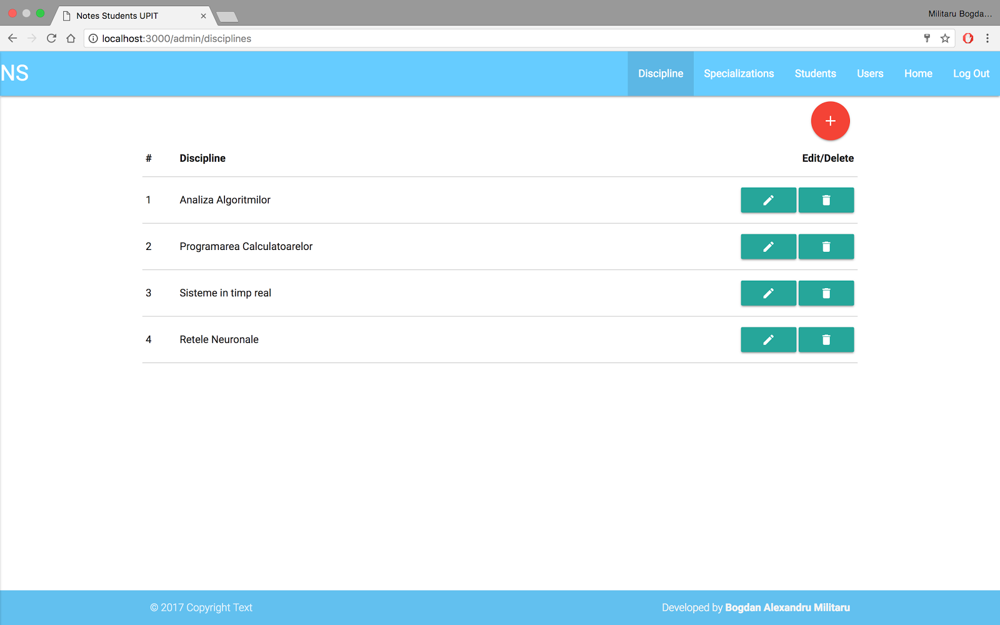 Notes Students UPIT
Militaru Bogda...
localhost:3000/admin/disciplines
NS
Discipline Specializations Students Users Home Log Out
# Discipline Edit/Delete
1 Analiza Algoritmilor
2 Programarea Calculatoarelor
3 Sisteme in timp real
4 Retele Neuronale
© 2017 Copyright Text
Developed by Bogdan Alexandru Militaru